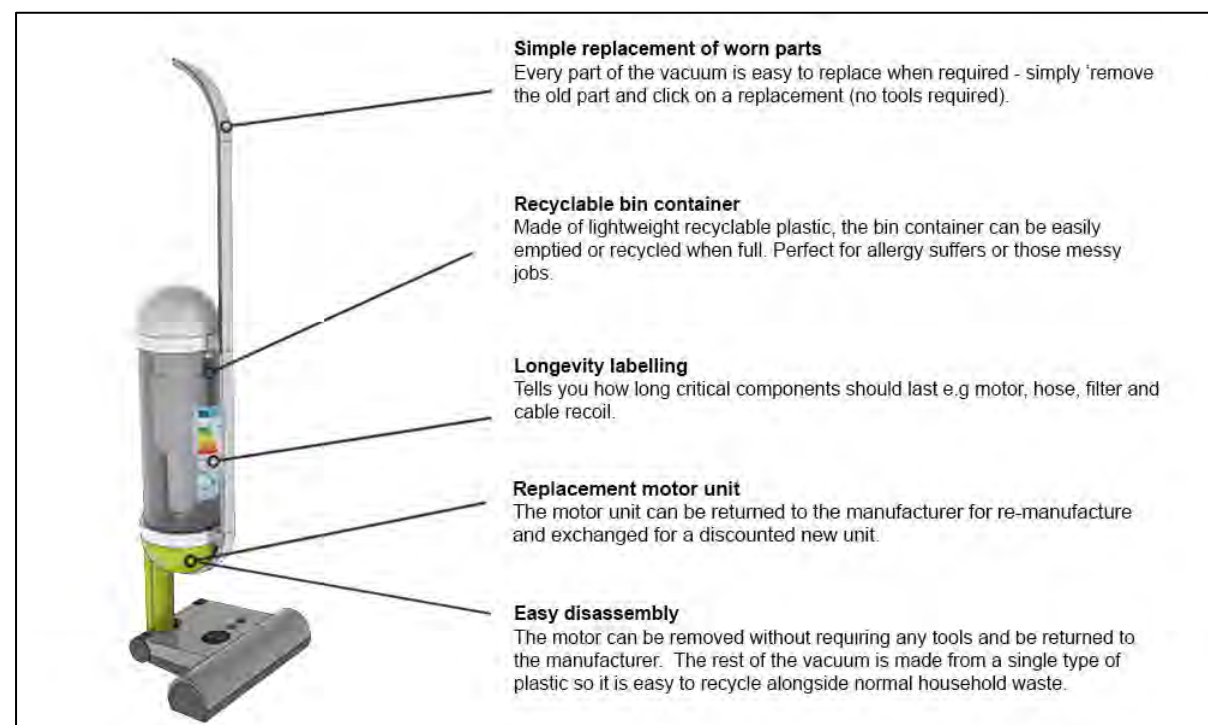 Simple replacement of worn parts
Every part of the vacuum is easy to replace when required - simply 'remove
the old part and click on a replacement (no tools required).
Recyclable bin container
Made of lightweight recyclable plastic, the bin container can be easily
emptied or recycled when full. Perfect for allergy suffers or those messy
jobs.
Longevity labelling
Tells you how long critical components should last e.g motor, hose, filter and
cable recoil.
Replacement motor unit
The motor unit can be returned to the manufacturer for re-manufacture
and exchanged for a discounted new unit.
Easy disassembly
The motor can be removed without requiring any tools and be returned to
the manufacturer.  The rest of the vacuum is made from a single type of
plastic so it is easy to recycle alongside normal household waste.